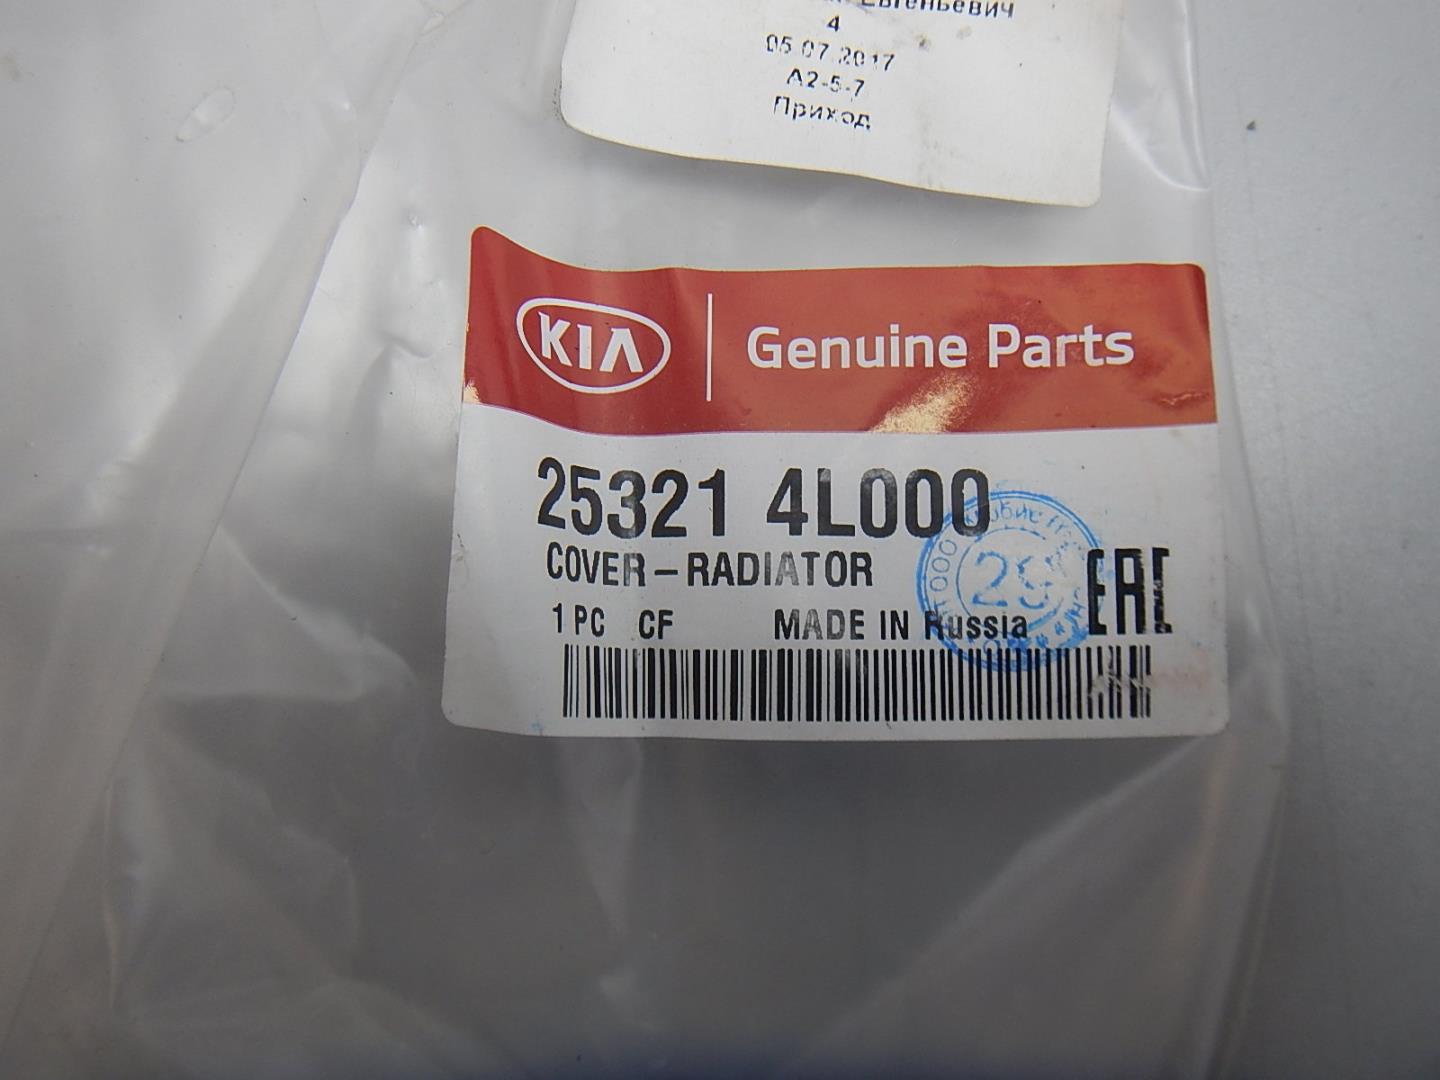 Евгеньевич
4
05.07.2017
А2-5-7
Приход
KIA Genuine Parts
25321 4L000
COVER-RADIATOR
1 PC CF MADE IN Russia
EAC
29